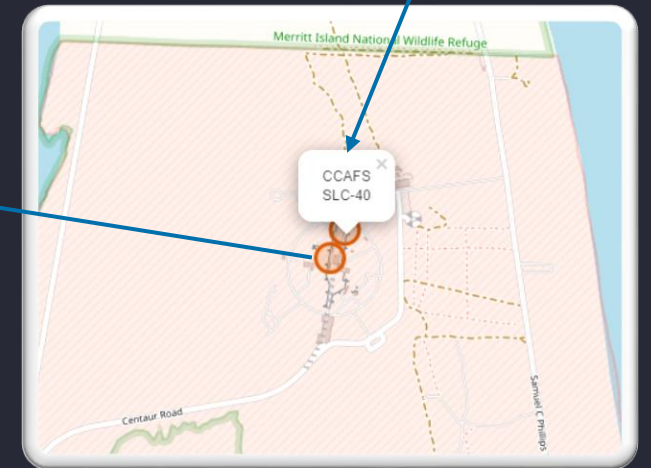 Merritt Island National Wildlife Refuge
×
CCAFS
SLC-40
Centaur Road
Samuel C Phillips